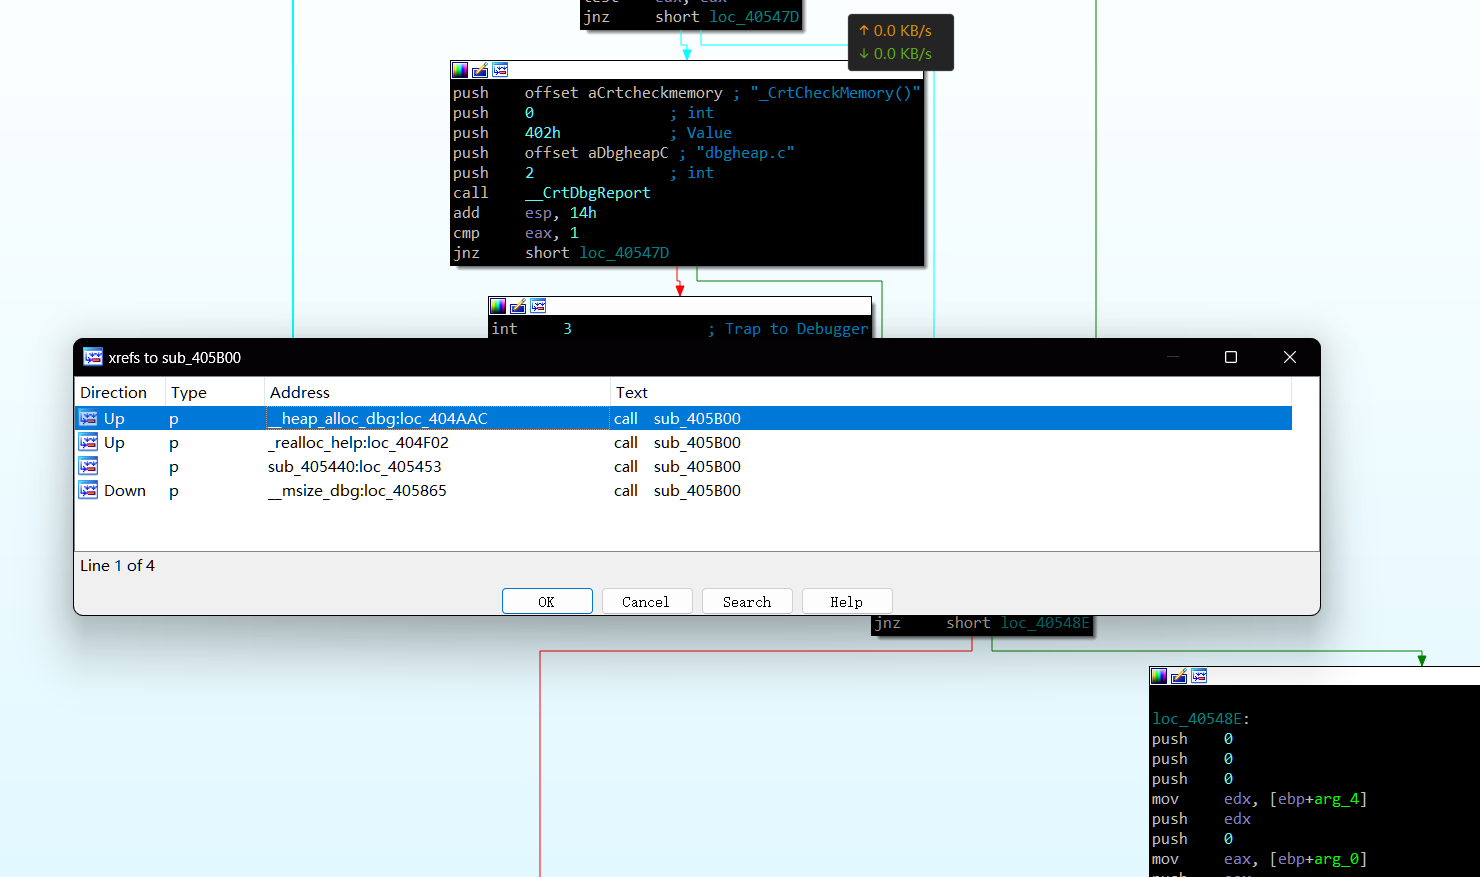 jnz short loc_40547D
↑ 0.0 KB/s
↓ 0.0 KB/s
push offset aCrtcheckmemory ; "_CrtCheckMemory()"
push 0 ; int
push 402h ; Value
push offset aDbgheapC ; "dbgheap.c"
push 2 ; int
call __CrtDbgReport
add esp, 14h
cmp eax, 1
jnz short loc_40547D
int 3 ; Trap to Debugger
xrefs to sub_405B00
Direction Type Address Text
Up p __heap_alloc_dbg:loc_404AAC call sub_405B00
Up p _realloc_help:loc_404F02 call sub_405B00
p sub_405440:loc_405453 call sub_405B00
Down p __msize_dbg:loc_405865 call sub_405B00
Line 1 of 4
OK Cancel Search Help
jnz short loc_40548E
loc_40548E:
push 0
push 0
push 0
mov edx, [ebp+arg_4]
push edx
push 0
mov eax, [ebp+arg_0]